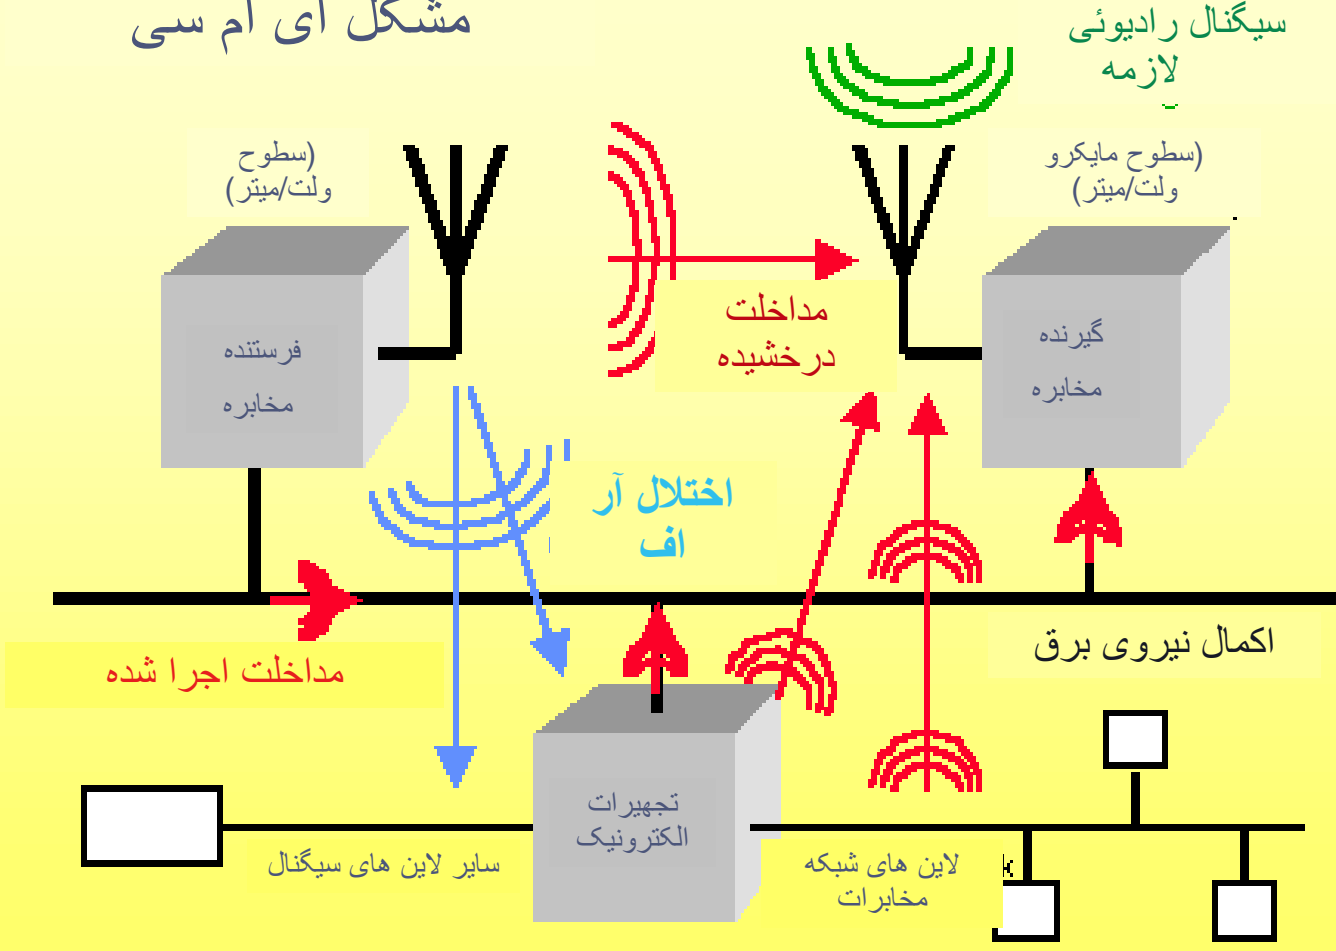 مشکل ای ام سی
سیگنال رادیوئی
لازمه
(سطوح
ولت/میتر)
(سطوح مایکرو
ولت/میتر)
مداخلت
درخشیده
فرستنده
مخابره
گیرنده
مخابره
اختلال آر
اف
مداخلت اجرا شده
اکمال نیروی برق
تجهیرات
الکترونیک
سایر لاین های سیگنال
لاین های شبکه
مخابرات